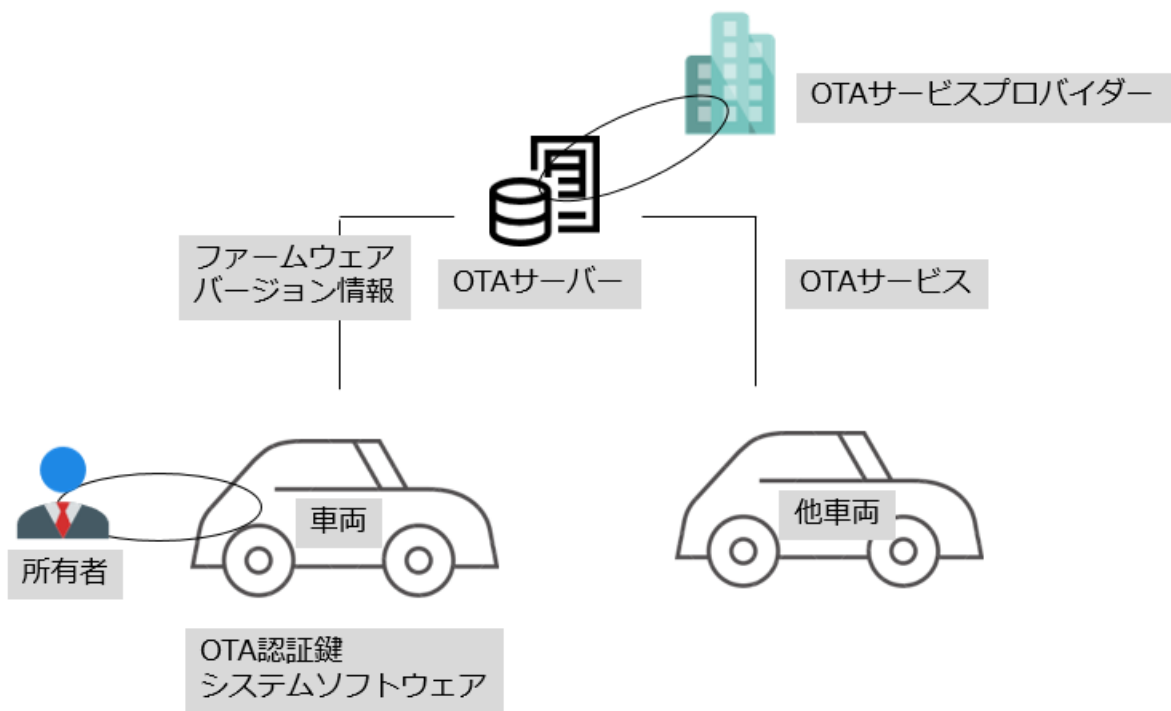 OTAサービスプロバイダー
ファームウェア
バージョン情報
OTAサーバー
OTAサービス
車両
他車両
所有者
OTA認証鍵
システムソフトウェア